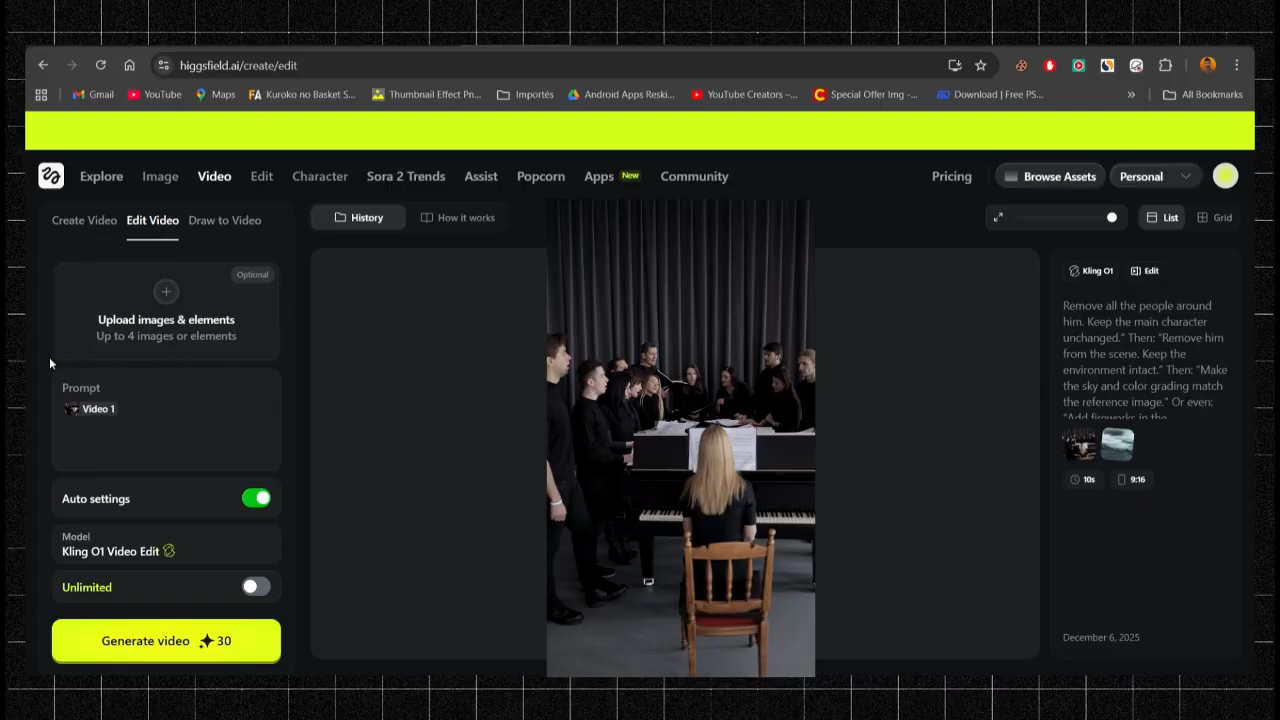 higgsfield.ai/create/edit
Gmail
YouTube
Maps
Kuroko no Basket S...
Thumbnail Effect Pn...
Importés
Android Apps Reski...
YouTube Creators –...
Special Offer Img -...
Download | Free PS...
»
All Bookmarks
Explore
Image
Video
Edit
Character
Sora 2 Trends
Assist
Popcorn
Apps New
Community
Pricing
Browse Assets
Personal
Create Video
Edit Video
Draw to Video
History
How it works
List
Grid
Optional
Upload images & elements
Up to 4 images or elements
Prompt
Video 1
Auto settings
Model
Kling O1 Video Edit
Unlimited
Generate video 30
Kling O1
Edit
Remove all the people around
him. Keep the main character
unchanged." Then: "Remove him
from the scene. Keep the
environment intact." Then: "Make
the sky and color grading match
the reference image." Or even:
"Add fireworks in the
10s
9:16
December 6, 2025